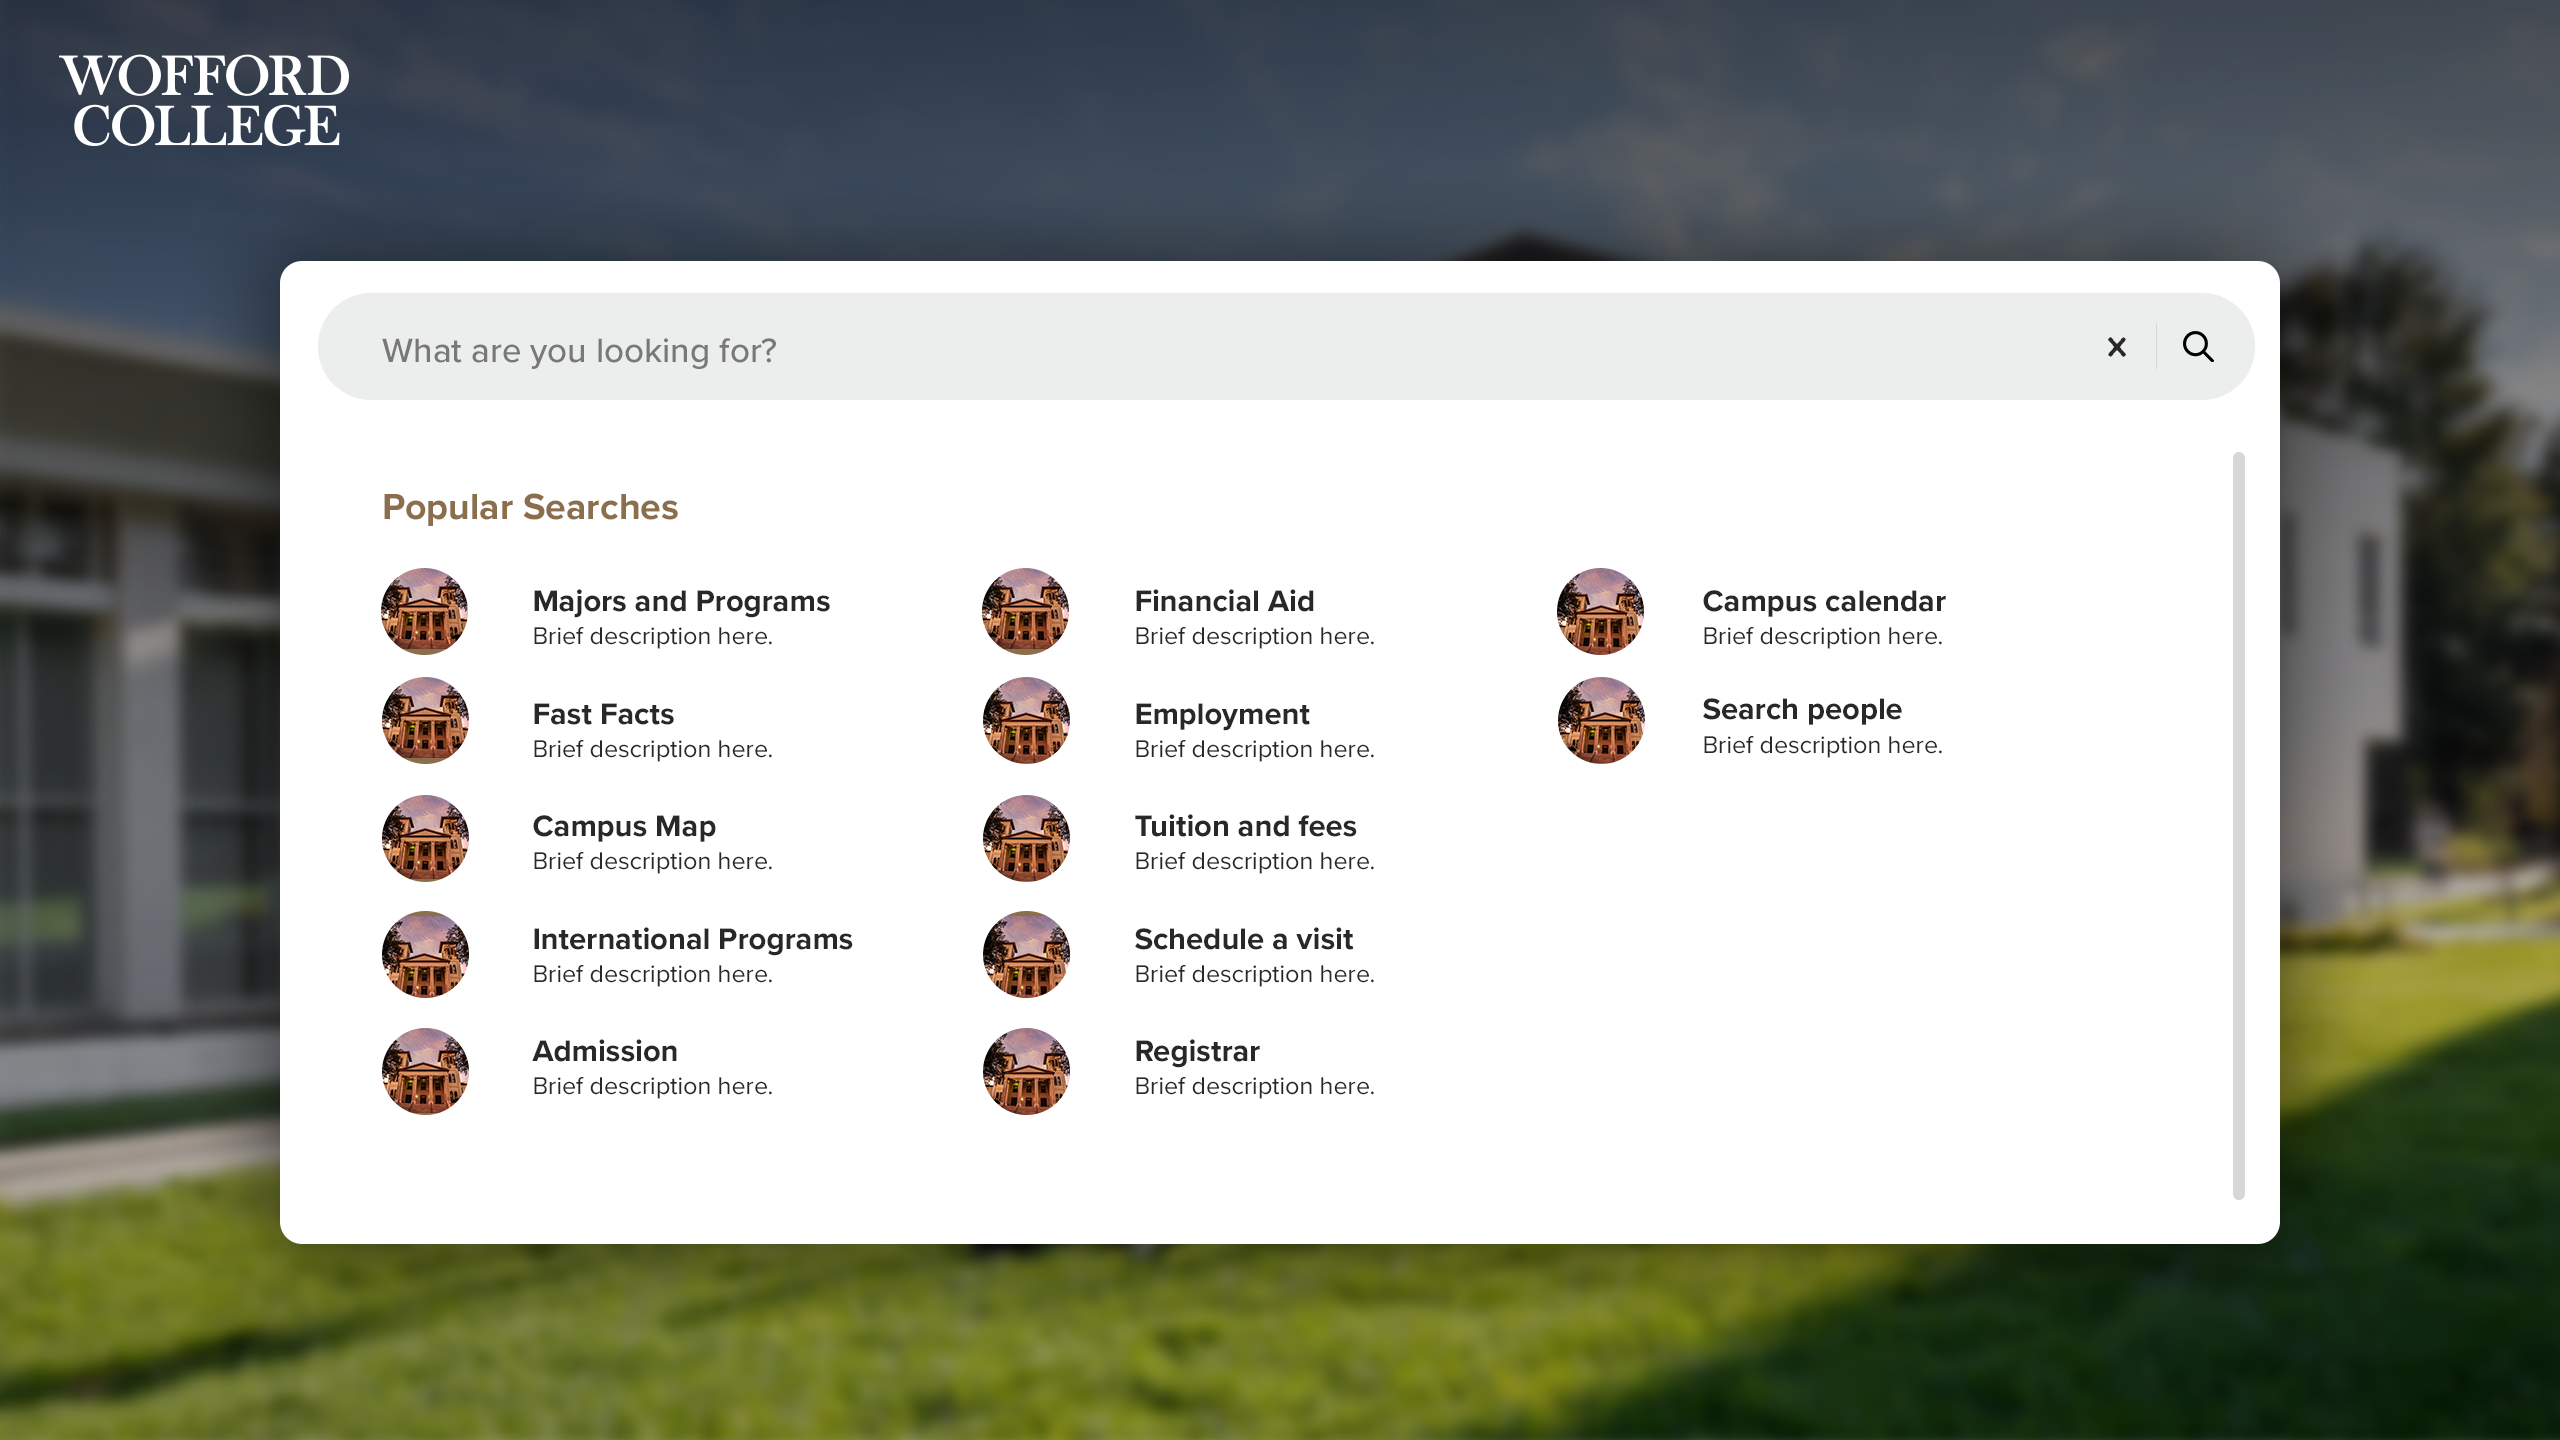 WOFFORD
COLLEGE
What are you looking for?
Popular Searches
Majors and Programs
Brief description here.
Fast Facts
Brief description here.
Campus Map
Brief description here.
International Programs
Brief description here.
Admission
Brief description here.
Financial Aid
Brief description here.
Employment
Brief description here.
Tuition and fees
Brief description here.
Schedule a visit
Brief description here.
Registrar
Brief description here.
Campus calendar
Brief description here.
Search people
Brief description here.